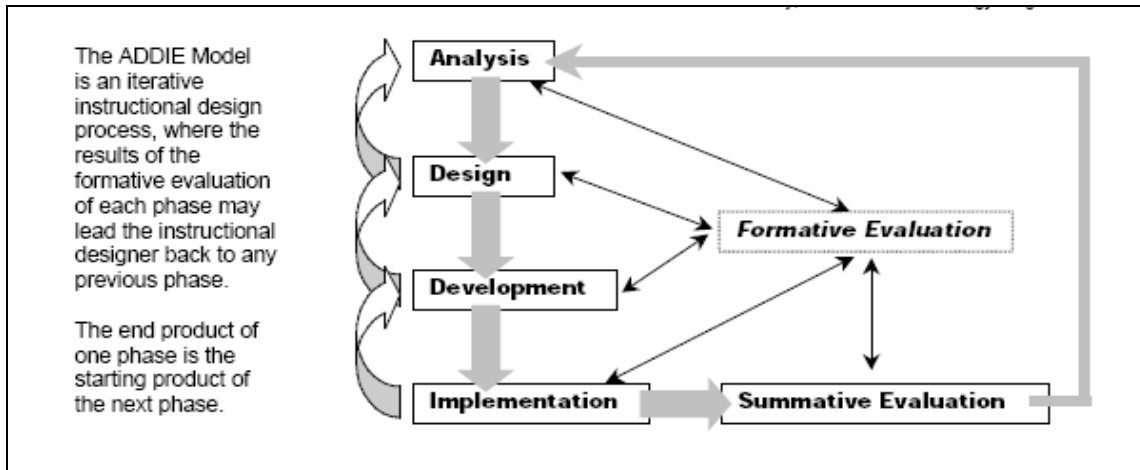 The ADDIE Model
is an iterative
instructional design
process, where the
results of the
formative evaluation
of each phase may
lead the instructional
designer back to any
previous phase.
The end product of
one phase is the
starting product of
the next phase.
Analysis
Design
Formative Evaluation
Development
Implementation
Summative Evaluation